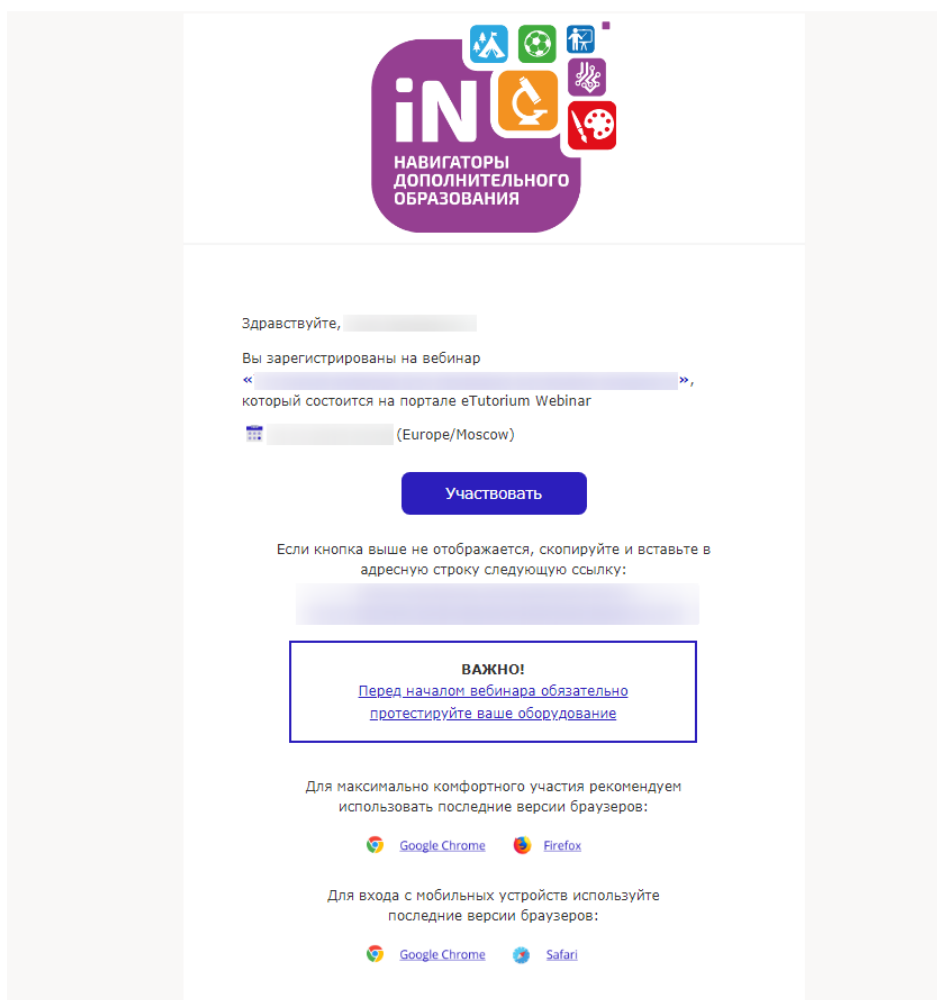 iN
НАВИГАТОРЫ
ДОПОЛНИТЕЛЬНОГО
ОБРАЗОВАНИЯ
Здравствуйте,
Вы зарегистрированы на вебинар
« »,
который состоится на портале eTutorium Webinar
(Europe/Moscow)
Участвовать
Если кнопка выше не отображается, скопируйте и вставьте в
адресную строку следующую ссылку:
ВАЖНО!
Перед началом вебинара обязательно
протестируйте ваше оборудование
Для максимально комфортного участия рекомендуем
использовать последние версии браузеров:
Google Chrome Firefox
Для входа с мобильных устройств используйте
последние версии браузеров:
Google Chrome Safari